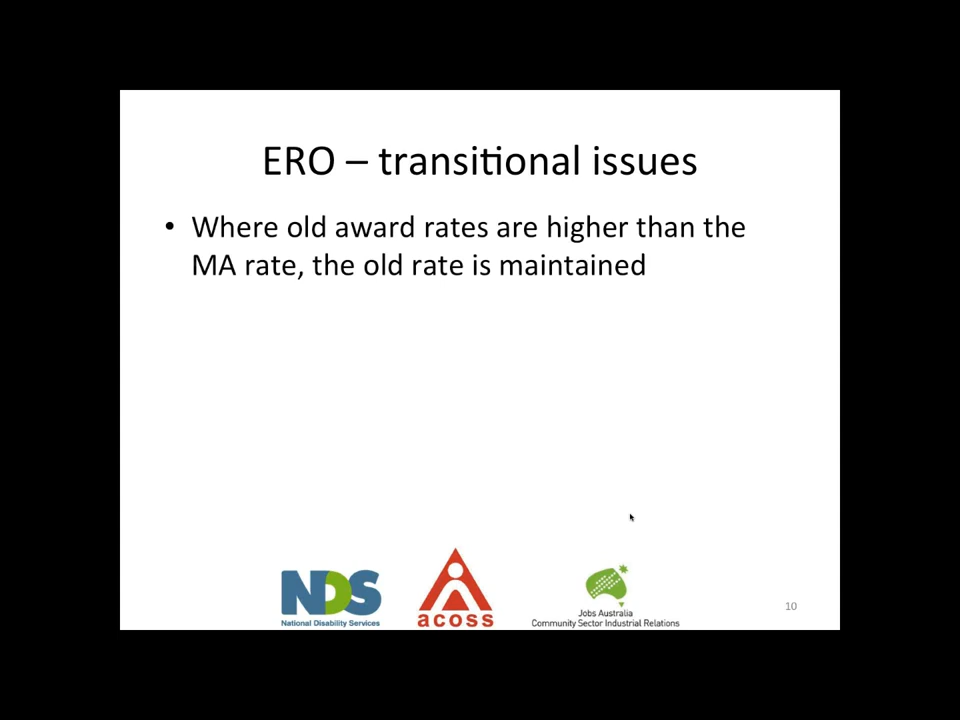 ERO – transitional issues
• Where old award rates are higher than the
MA rate, the old rate is maintained
NDS
National Disability Services
acoss
Jobs Australia
Community Sector Industrial Relations
10